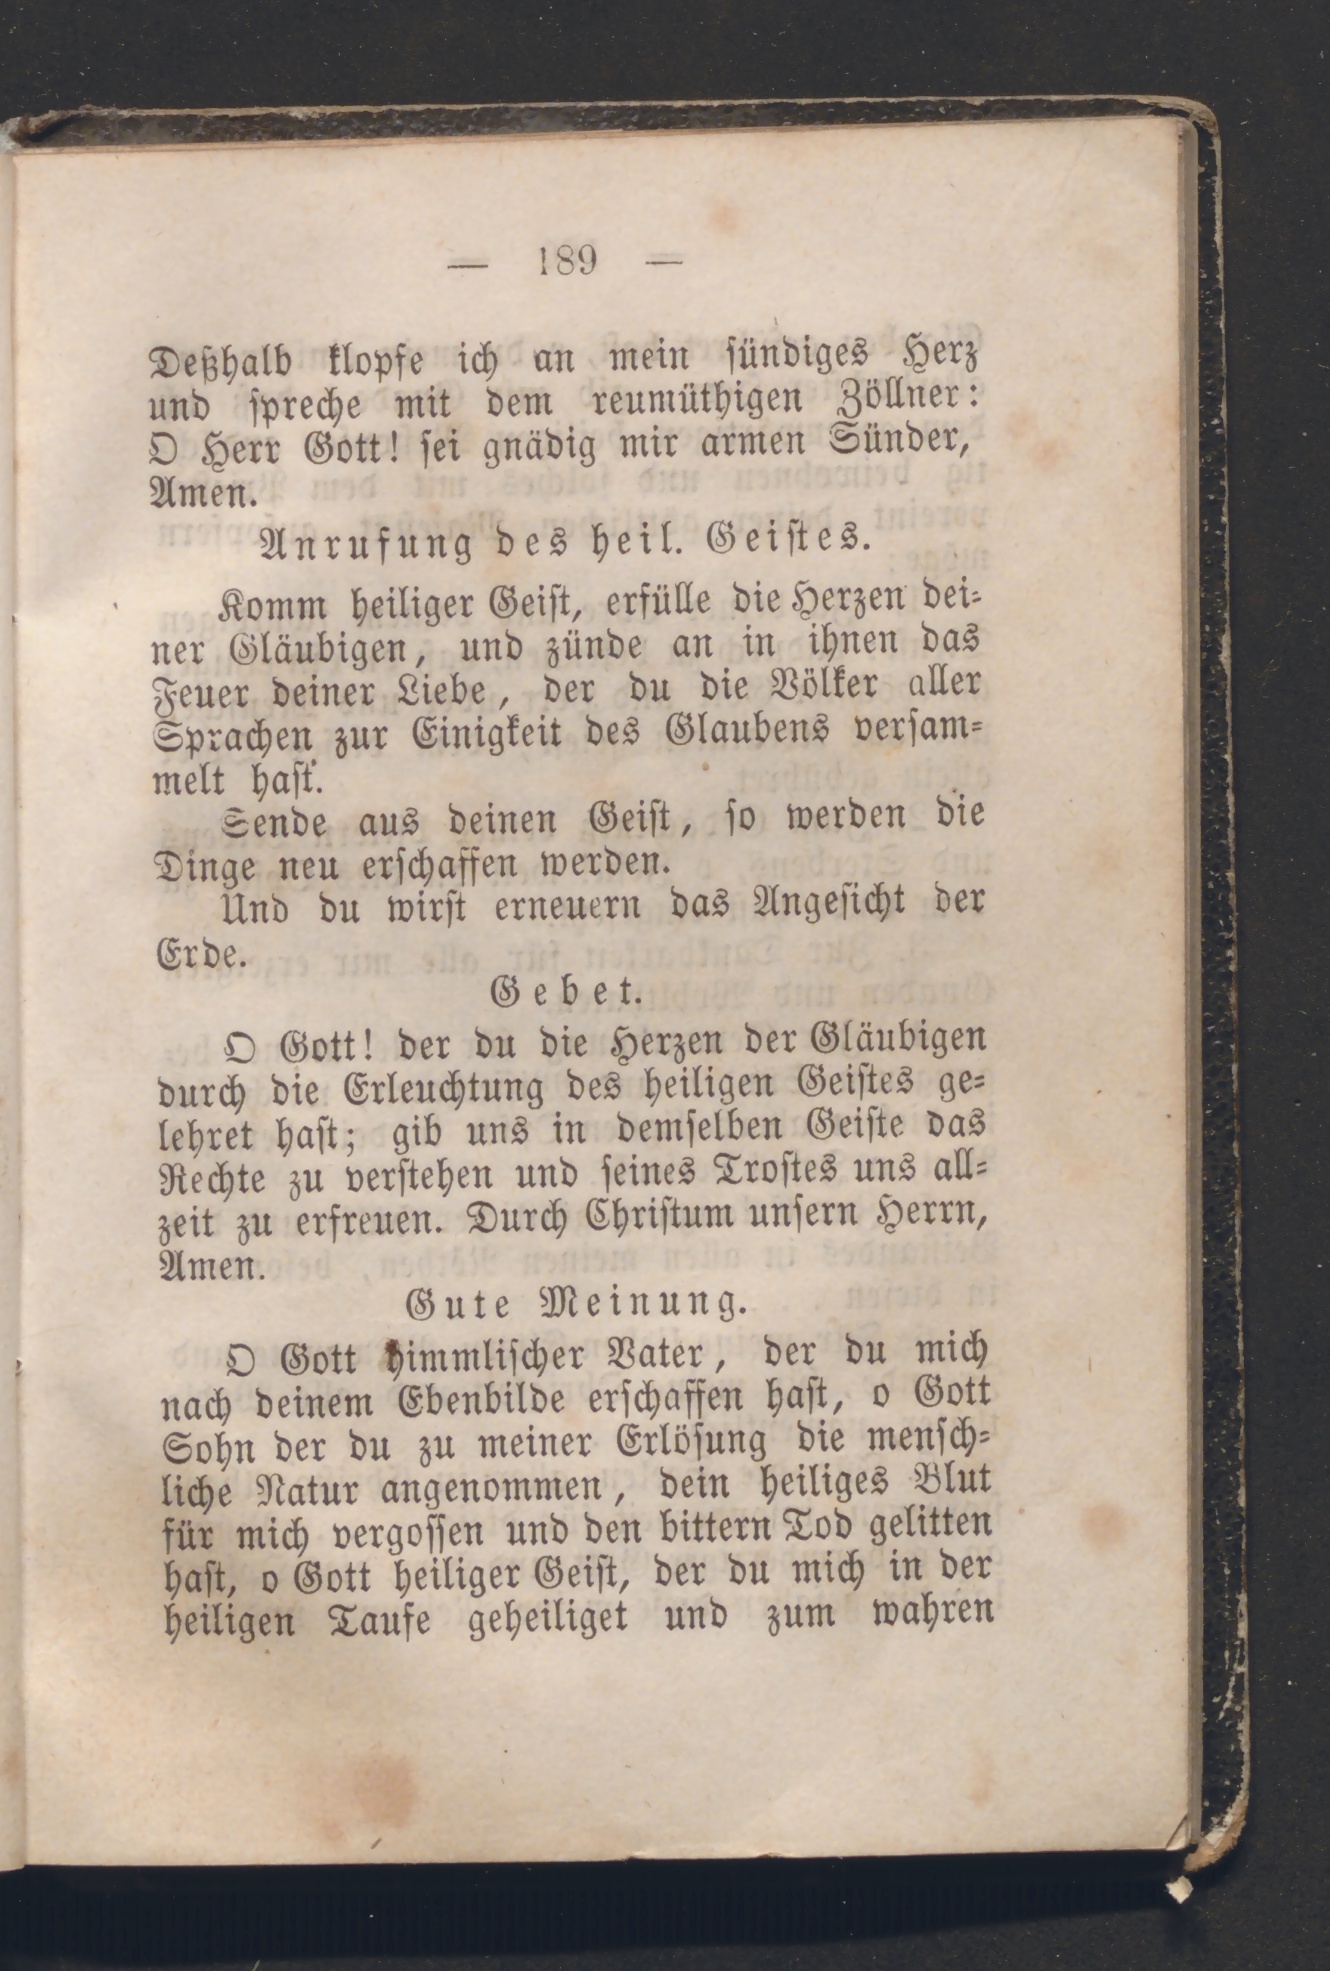 — 189 —
Deßhalb klopfe ich an mein sündiges Herz
und spreche mit dem reumüthigen Zöllner:
O Herr Gott! sei gnädig mir armen Sünder,
Amen.
Anrufung des heil. Geistes.
Komm heiliger Geist, erfülle die Herzen dei-
ner Gläubigen, und zünde an in ihnen das
Feuer deiner Liebe, der du die Völker aller
Sprachen zur Einigkeit des Glaubens versam-
melt hast.
Sende aus deinen Geist, so werden die
Dinge neu erschaffen werden.
Und du wirst erneuern das Angesicht der
Erde.
Gebet.
O Gott! der du die Herzen der Gläubigen
durch die Erleuchtung des heiligen Geistes ge-
lehret hast; gib uns in demselben Geiste das
Rechte zu verstehen und seines Trostes uns all-
zeit zu erfreuen. Durch Christum unsern Herrn,
Amen.
Gute Meinung.
O Gott himmlischer Vater, der du mich
nach deinem Ebenbilde erschaffen hast, o Gott
Sohn der du zu meiner Erlösung die mensch-
liche Natur angenommen, dein heiliges Blut
für mich vergossen und den bittern Tod gelitten
hast, o Gott heiliger Geist, der du mich in der
heiligen Taufe geheiliget und zum wahren